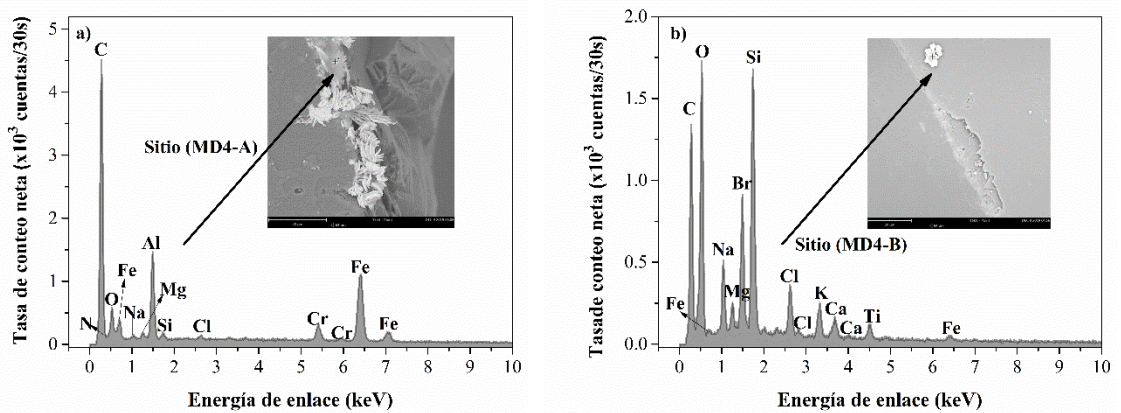 a)
Tasa de conteo neta (x10³ cuentas/30s)
5
4
3
2
1
0
C
N
O
Fe
Na
Mg
Al
Si
Cl
Cr
Cr
Fe
Fe
Sitio (MD4-A)
0 1 2 3 4 5 6 7 8 9 10
Energía de enlace (keV)
b)
Tasade conteo neta (x10³ cuentas/30s)
2.0
1.5
1.0
0.5
0.0
Fe
C
O
Na
Mg
Br
Si
Cl
Cl
K
Ca
Ca
Ti
Fe
Sitio (MD4-B)
0 1 2 3 4 5 6 7 8 9 10
Energía de enlace (keV)